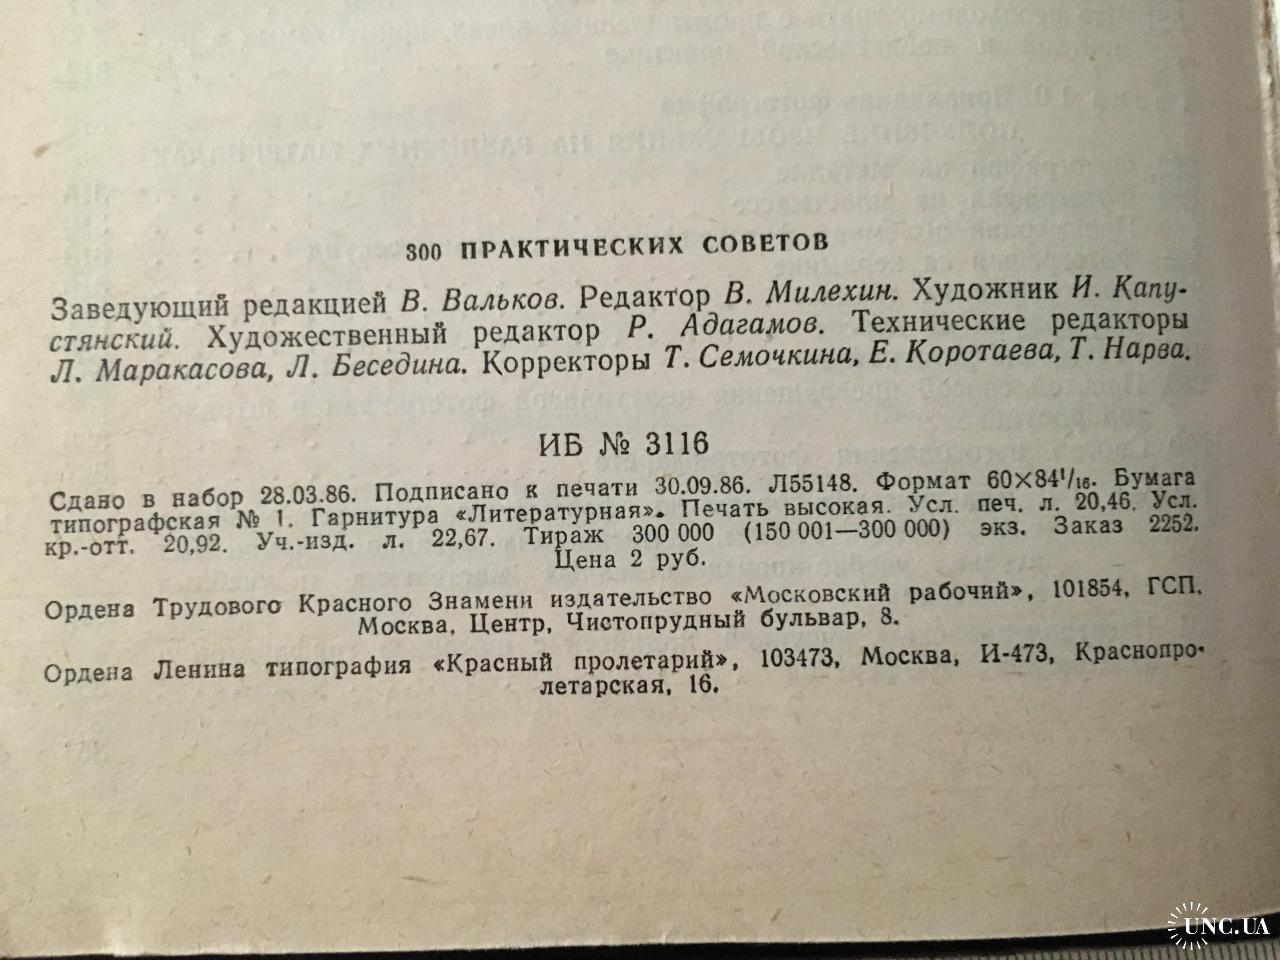 300 ПРАКТИЧЕСКИХ СОВЕТОВ
Заведующий редакцией В. Вальков. Редактор В. Милехин. Художник И. Капу-
стянский. Художественный редактор Р. Адагамов. Технические редакторы
Л. Маракасова, Л. Беседина. Корректоры Т. Семочкина, Е. Коротаева, Т. Нарва.
ИБ № 3116
Сдано в набор 28.03.86. Подписано к печати 30.09.86. Л55148. Формат 60×84¹/₁₆. Бумага
типографская № 1. Гарнитура «Литературная». Печать высокая. Усл. печ. л. 20,46. Усл.
кр.-отт. 20,92. Уч.-изд. л. 22,67. Тираж 300 000 (150 001—300 000) экз. Заказ 2252.
Цена 2 руб.
Ордена Трудового Красного Знамени издательство «Московский рабочий», 101854, ГСП,
Москва, Центр, Чистопрудный бульвар, 8.
Ордена Ленина типография «Красный пролетарий», 103473, Москва, И-473, Краснопро-
летарская, 16.
UNC.UA